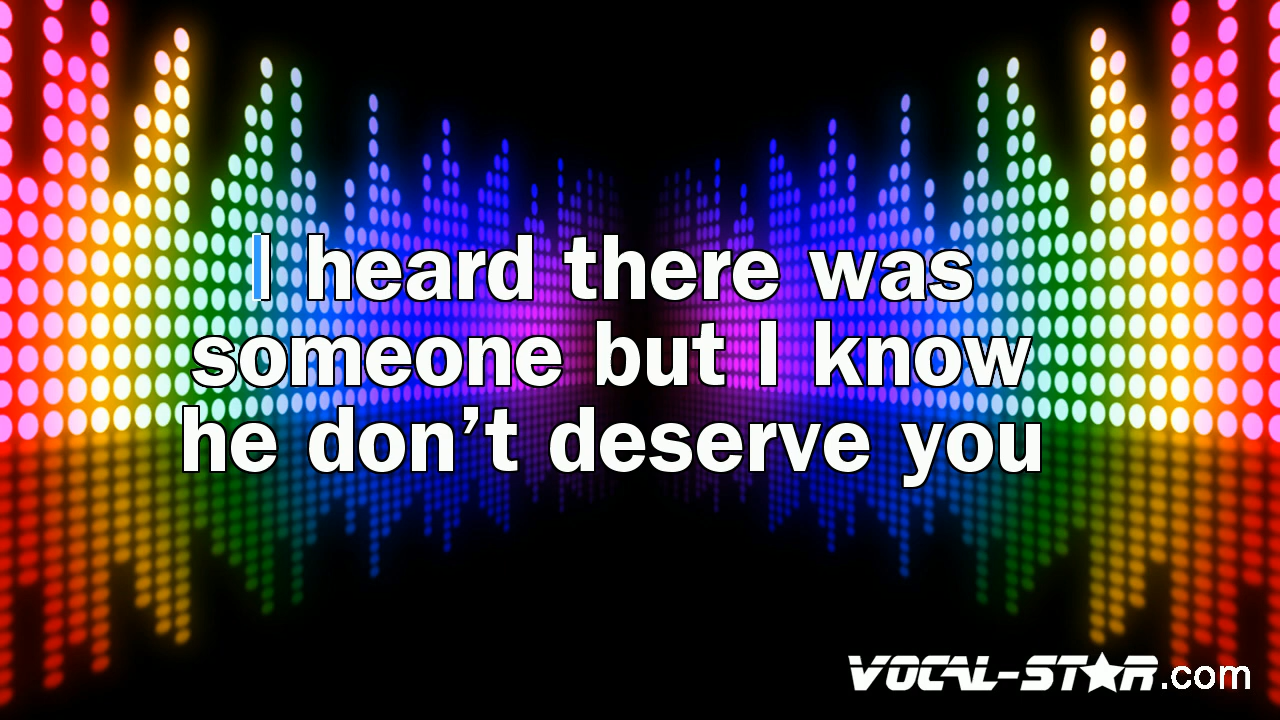 I heard there was
someone but I know
he don’t deserve you
VOCAL-STAR.com